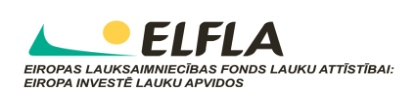 ELFLA
EIROPAS LAUKSAIMNIECĪBAS FONDS LAUKU ATTĪSTĪBAI:
EIROPA INVESTĒ LAUKU APVIDOS